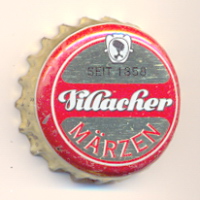 SEIT 1858
Villacher
MÄRZEN